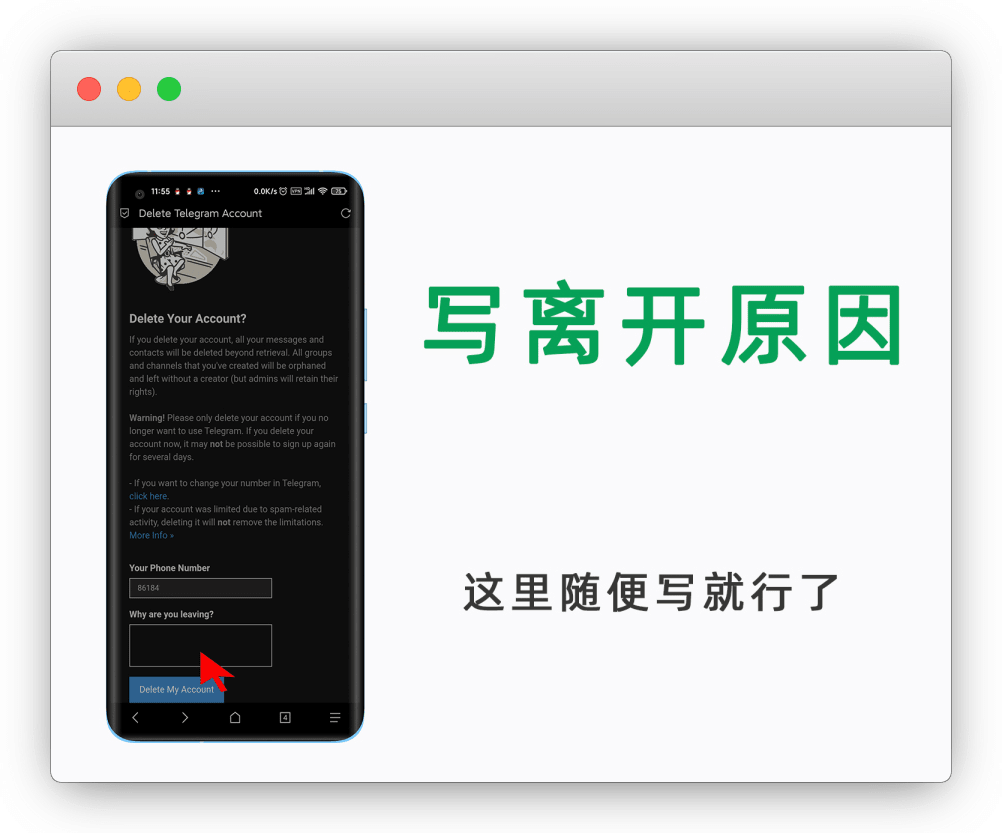 11:55
0.0K/s
VPN
75
Delete Telegram Account
Delete Your Account?
If you delete your account, all your messages and
contacts will be deleted beyond retrieval. All groups
and channels that you've created will be orphaned
and left without a creator (but admins will retain their
rights).
Warning! Please only delete your account if you no
longer want to use Telegram. If you delete your
account now, it may not be possible to sign up again
for several days.
- If you want to change your number in Telegram,
click here.
- If your account was limited due to spam-related
activity, deleting it will not remove the limitations.
More Info »
Your Phone Number
86184
Why are you leaving?
Delete My Account
4
写离开原因
这里随便写就行了